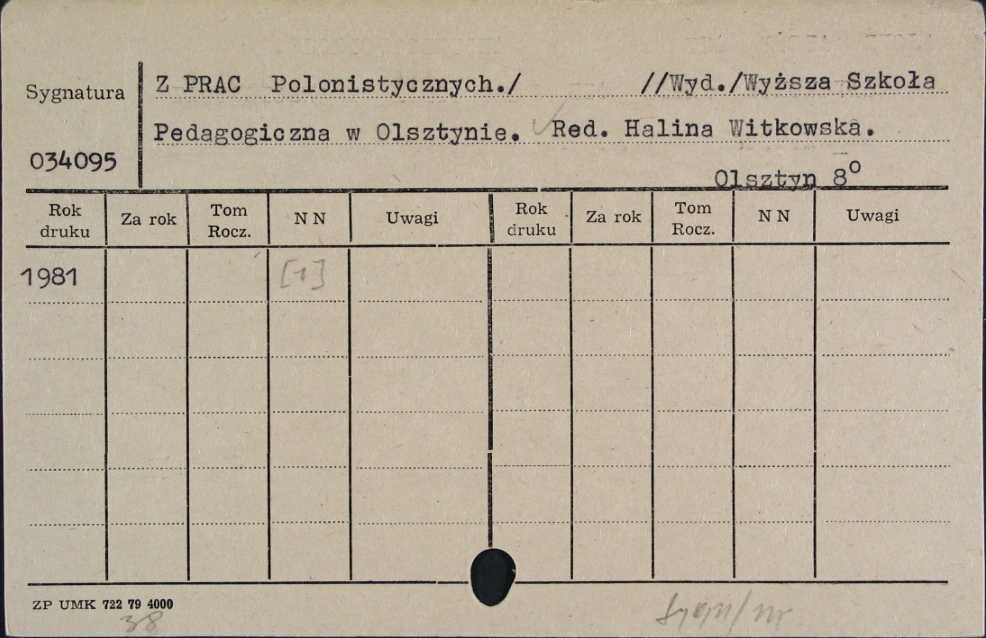 Sygnatura
Z PRAC Polonistycznych./ //Wyd./Wyższa Szkoła
Pedagogiczna w Olsztynie. Red. Halina Witkowska.
034095
Olsztyn 8º
Rok druku Za rok Tom Rocz. N N Uwagi Rok druku Za rok Tom Rocz. N N Uwagi
1981 [1]
ZP UMK 722 79 4000
38